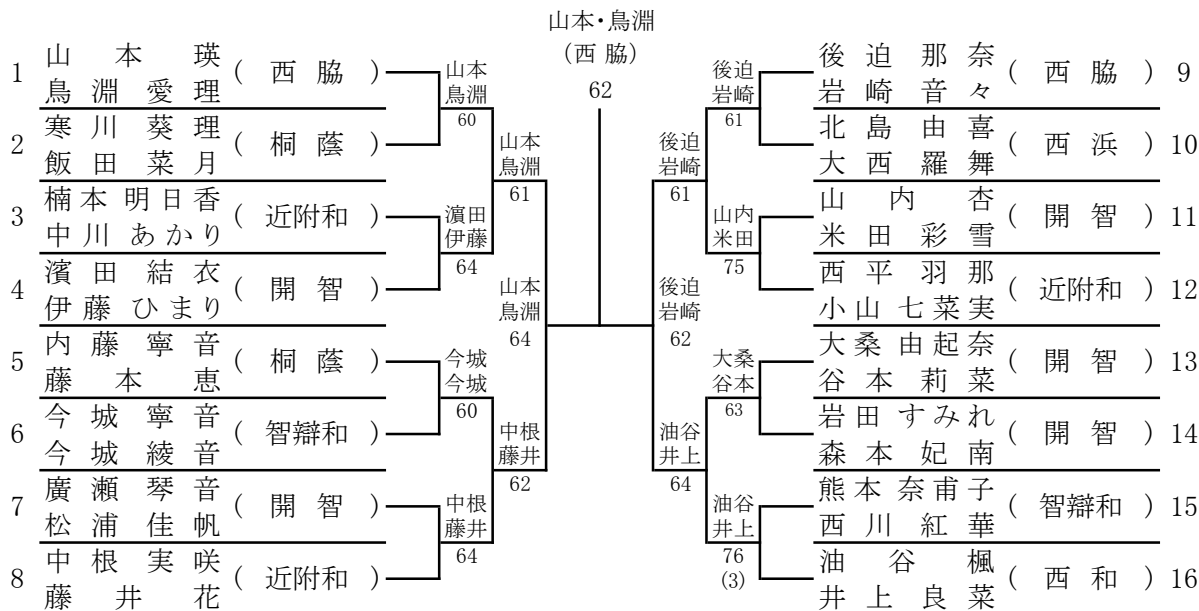 山本・鳥淵
(西脇)
62
1 山本瑛 (西脇)
鳥淵愛理
2 寒川葵理 (桐蔭)
飯田菜月
3 楠本明日香 (近附和)
中川あかり
4 濱田結衣 (開智)
伊藤ひまり
5 内藤寧音 (桐蔭)
藤本恵
6 今城寧音 (智辯和)
今城綾音
7 廣瀬琴音 (開智)
松浦佳帆
8 中根実咲 (近附和)
藤井花
山本
鳥淵
60
濱田
伊藤
64
今城
今城
60
中根
藤井
64
山本
鳥淵
61
中根
藤井
62
山本
鳥淵
64
後迫
岩崎
62
後迫
岩崎
61
油谷
井上
64
後迫
岩崎
61
山内
米田
75
大桑
谷本
63
油谷
井上
76
(3)
後迫那奈 (西脇) 9
岩崎音々
北島由喜 (西浜) 10
大西羅舞
山内杏 (開智) 11
米田彩雪
西平羽那 (近附和) 12
小山七菜実
大桑由起奈 (開智) 13
谷本莉菜
岩田すみれ (開智) 14
森本妃南
熊本奈甫子 (智辯和) 15
西川紅華
油谷楓 (西和) 16
井上良菜